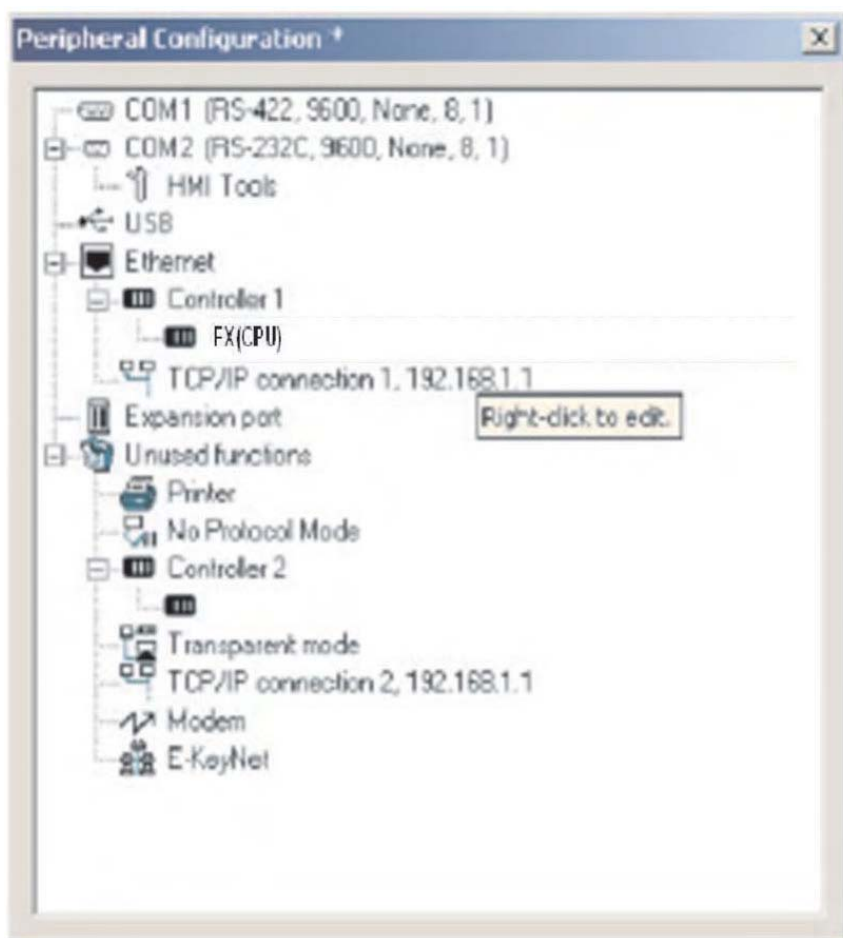 Peripheral Configuration *
COM1 (RS-422, 9600, None, 8, 1)
COM2 (RS-232C, 9600, None, 8, 1)
HMI Tools
USB
Ethernet
Controller 1
FX(CPU)
TCP/IP connection 1, 192.168.1.1
Right-click to edit.
Expansion port
Unused functions
Printer
No Protocol Mode
Controller 2
Transparent mode
TCP/IP connection 2, 192.168.1.1
Modem
E-KeyNet